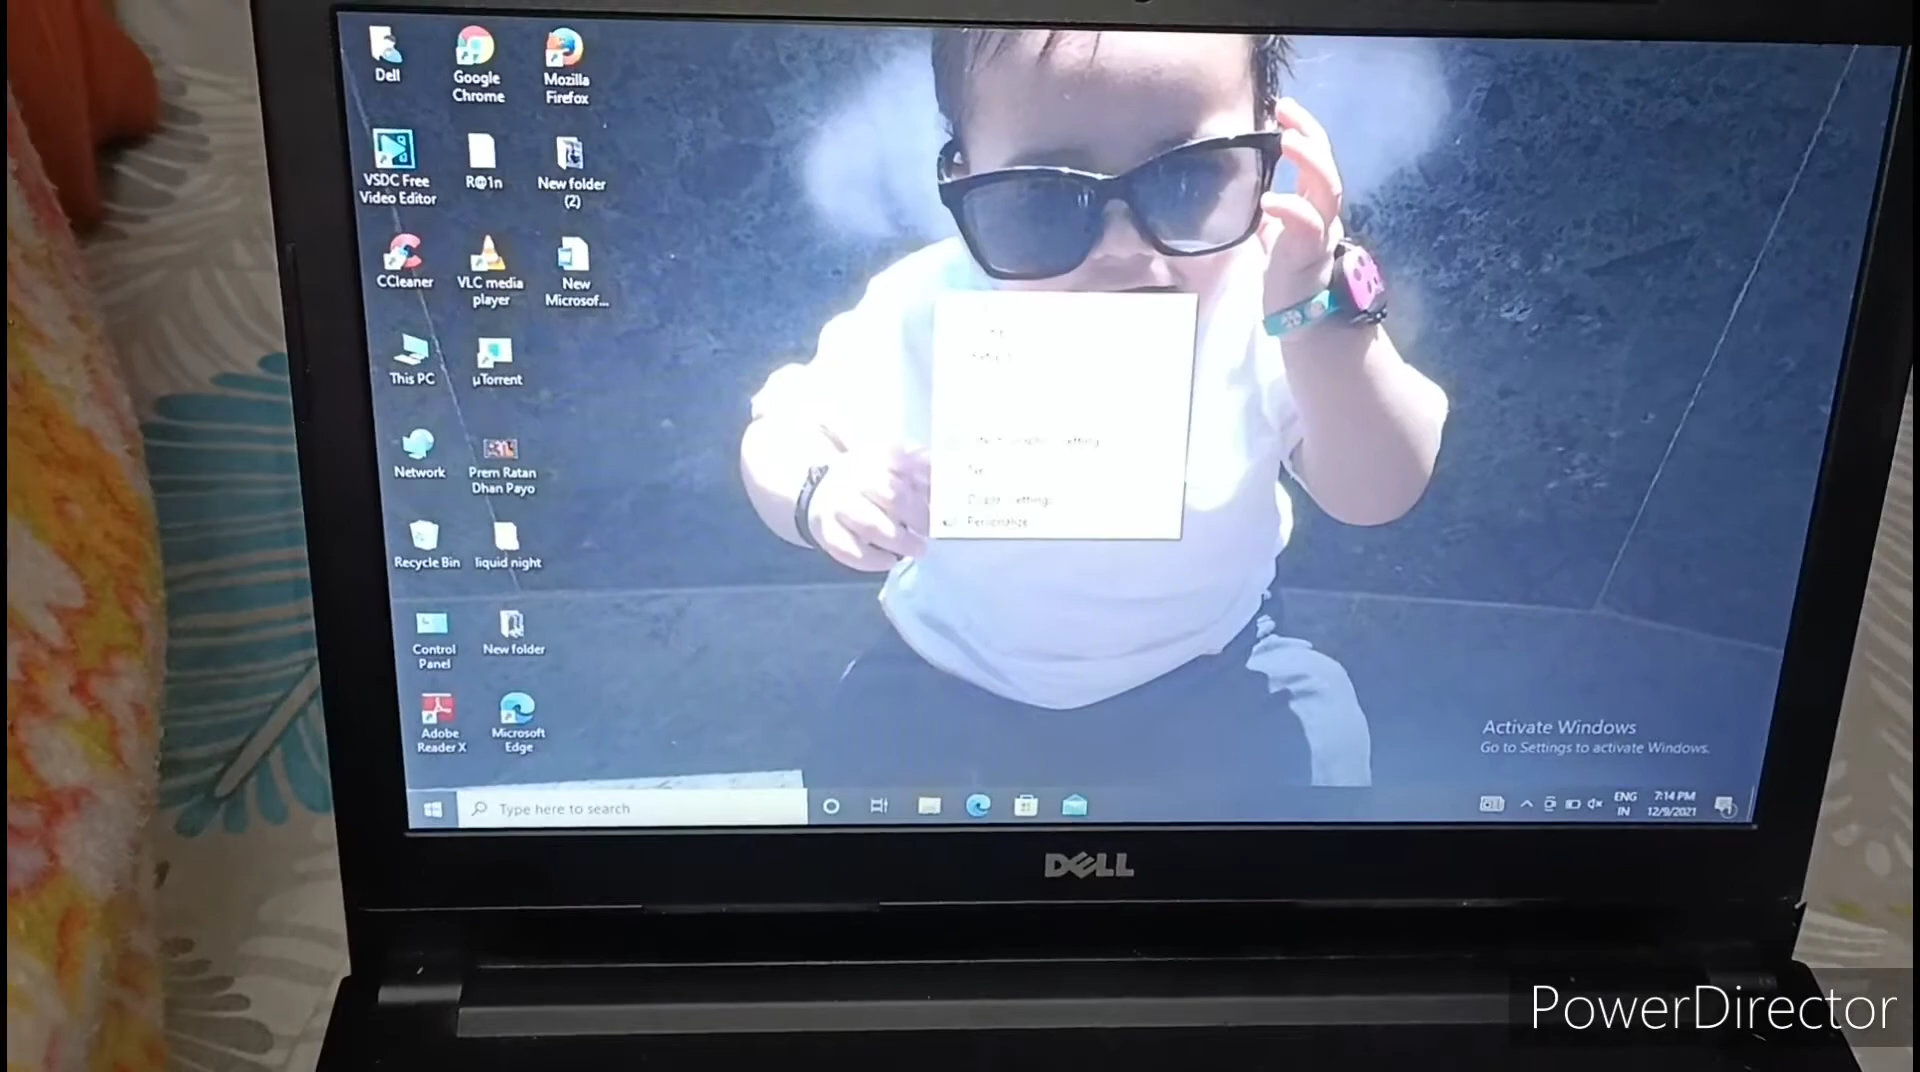 Dell
Google
Chrome
Mozilla
Firefox
VSDC Free
Video Editor
R@1n
New folder
(2)
CCleaner
VLC media
player
New
Microsof...
This PC
µTorrent
Network
Prem Ratan
Dhan Payo
Recycle Bin
liquid night
Control
Panel
New folder
Adobe
Reader X
Microsoft
Edge
Personalize
Activate Windows
Go to Settings to activate Windows.
Type here to search
ENG
IN
7:14 PM
12/9/2021
DELL
PowerDirector